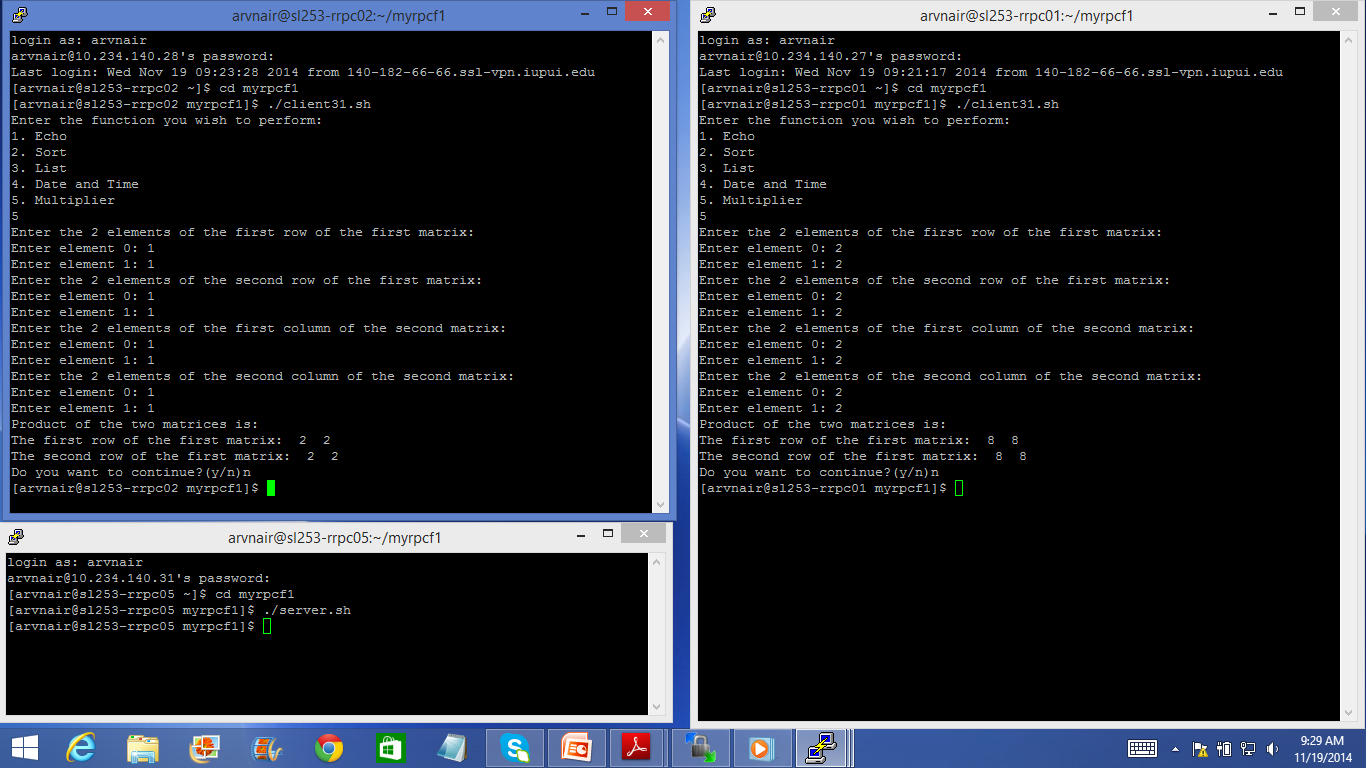 arvnair@sl253-rrpc02:~/myrpcf1
login as: arvnair
arvnair@10.234.140.28's password:
Last login: Wed Nov 19 09:23:28 2014 from 140-182-66-66.ssl-vpn.iupui.edu
[arvnair@sl253-rrpc02 ~]$ cd myrpcf1
[arvnair@sl253-rrpc02 myrpcf1]$ ./client31.sh
Enter the function you wish to perform:
1. Echo
2. Sort
3. List
4. Date and Time
5. Multiplier
5
Enter the 2 elements of the first row of the first matrix:
Enter element 0: 1
Enter element 1: 1
Enter the 2 elements of the second row of the first matrix:
Enter element 0: 1
Enter element 1: 1
Enter the 2 elements of the first column of the second matrix:
Enter element 0: 1
Enter element 1: 1
Enter the 2 elements of the second column of the second matrix:
Enter element 0: 1
Enter element 1: 1
Product of the two matrices is:
The first row of the first matrix:  2  2
The second row of the first matrix:  2  2
Do you want to continue?(y/n)n
[arvnair@sl253-rrpc02 myrpcf1]$
arvnair@sl253-rrpc05:~/myrpcf1
login as: arvnair
arvnair@10.234.140.31's password:
[arvnair@sl253-rrpc05 ~]$ cd myrpcf1
[arvnair@sl253-rrpc05 myrpcf1]$ ./server.sh
[arvnair@sl253-rrpc05 myrpcf1]$
arvnair@sl253-rrpc01:~/myrpcf1
login as: arvnair
arvnair@10.234.140.27's password:
Last login: Wed Nov 19 09:21:17 2014 from 140-182-66-66.ssl-vpn.iupui.edu
[arvnair@sl253-rrpc01 ~]$ cd myrpcf1
[arvnair@sl253-rrpc01 myrpcf1]$ ./client31.sh
Enter the function you wish to perform:
1. Echo
2. Sort
3. List
4. Date and Time
5. Multiplier
5
Enter the 2 elements of the first row of the first matrix:
Enter element 0: 2
Enter element 1: 2
Enter the 2 elements of the second row of the first matrix:
Enter element 0: 2
Enter element 1: 2
Enter the 2 elements of the first column of the second matrix:
Enter element 0: 2
Enter element 1: 2
Enter the 2 elements of the second column of the second matrix:
Enter element 0: 2
Enter element 1: 2
Product of the two matrices is:
The first row of the first matrix:  8  8
The second row of the first matrix:  8  8
Do you want to continue?(y/n)n
[arvnair@sl253-rrpc01 myrpcf1]$
9:29 AM
11/19/2014